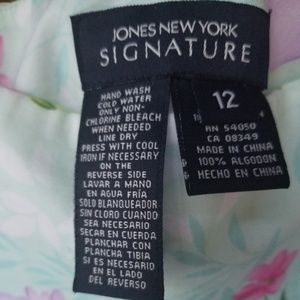 JONES NEW YORK
SIGNATURE
HAND WASH
COLD WATER
ONLY NON-
CHLORINE BLEACH
WHEN NEEDED
LINE DRY
PRESS WITH COOL
IRON IF NECESSARY
ON THE
REVERSE SIDE
LAVAR A MANO
EN AGUA FRÍA
SOLO BLANQUEADOR
SIN CLORO CUANDO
SEA NECESARIO
SECAR EN CUERDA
PLANCHAR CON
PLANCHA TIBIA
SI ES NECESARIO
EN EL LADO
DEL REVERSO
12
RN 54050
CA 08349
MADE IN CHINA
100% ALGODON
HECHO EN CHINA